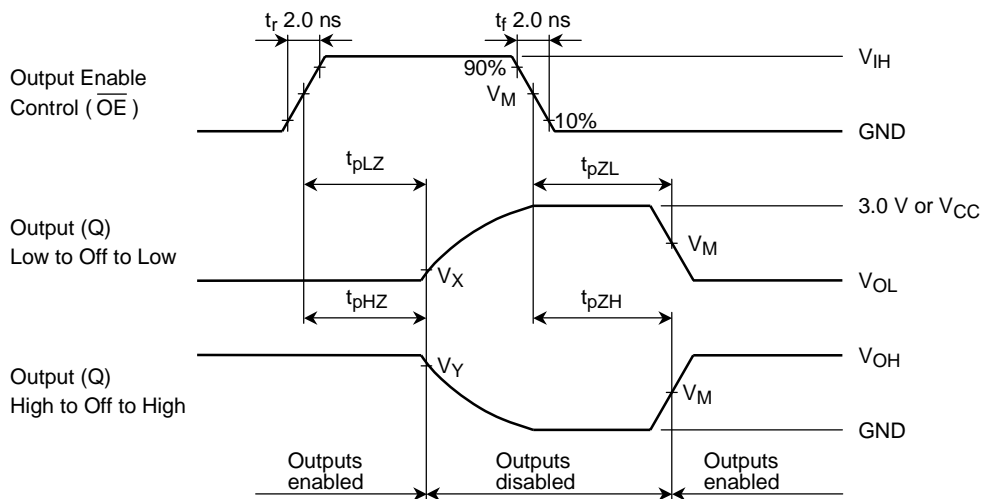 tr 2.0 ns
tf 2.0 ns
Output Enable
Control ( OE )
90%
VM
10%
VIH
GND
tpLZ
tpZL
Output (Q)
Low to Off to Low
3.0 V or VCC
VM
VX
VOL
tpHZ
tpZH
Output (Q)
High to Off to High
VY
VOH
VM
GND
Outputs
enabled
Outputs
disabled
Outputs
enabled